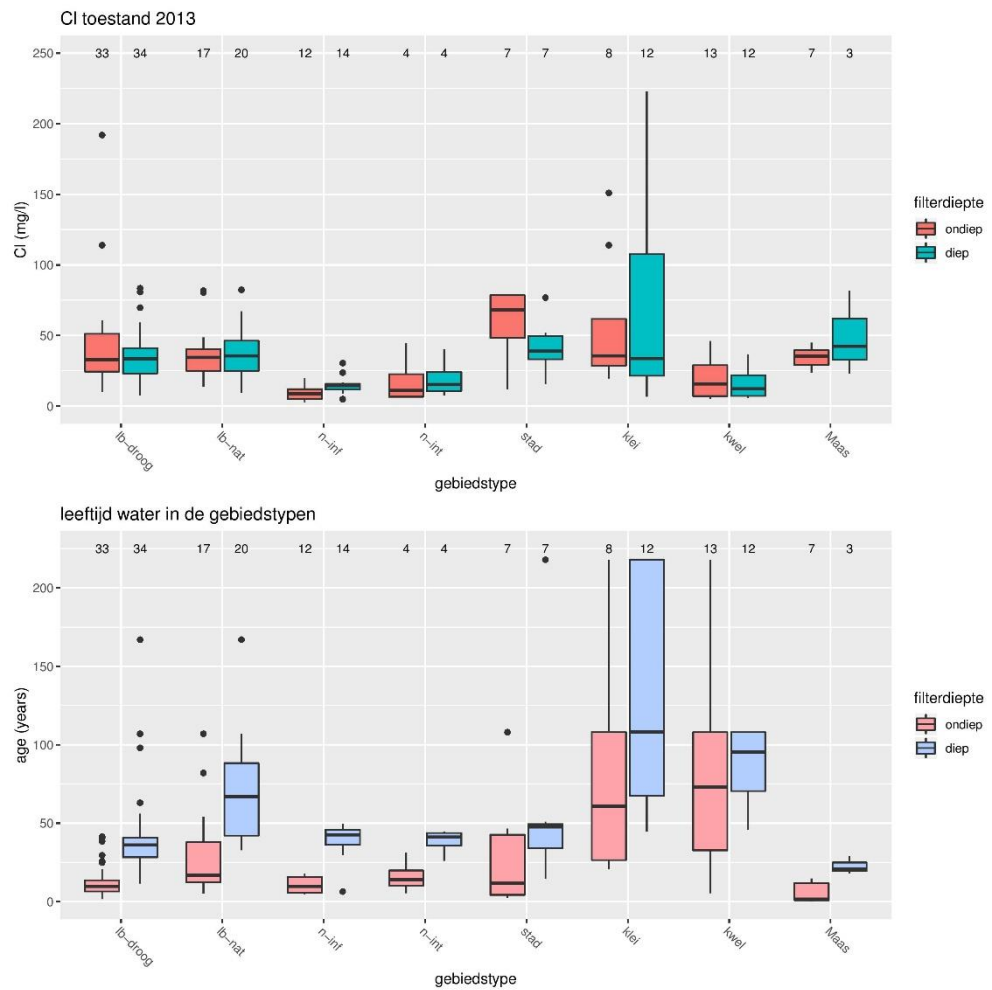 Cl toestand 2013
33 34 17 20 12 14 4 4 7 7 8 12 13 12 7 3
250
200
150
100
50
0
Cl (mg/l)
lb−droog lb−nat n−inf n−int stad klei kwel Maas
gebiedstype
filterdiepte
ondiep
diep
leeftijd water in de gebiedstypen
33 34 17 20 12 14 4 4 7 7 8 12 13 12 7 3
200
150
100
50
0
age (years)
lb−droog lb−nat n−inf n−int stad klei kwel Maas
gebiedstype
filterdiepte
ondiep
diep